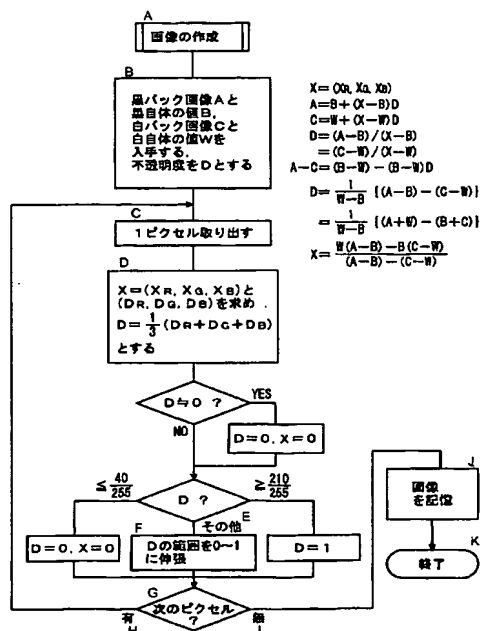 A
画像の作成
B
黒バック画像Aと
黒自体の値B,
白バック画像Cと
白自体の値Wを
入手する.
不透明度をDとする
X=(XR, XG, XB)
A=B+(X-B)D
C=W+(X-W)D
D=(A-B)/(X-B)
=(C-W)/(X-W)
A-C=(B-W)-(B-W)D
D=1/(W-B) {(A-B)-(C-W)}
=1/(W-B) {(A+W)-(B+C)}
X=W(A-B)-B(C-W)/(A-B)-(C-W)
C
1ピクセル取り出す
D
X=(XR, XG, XB)と
(DR, DG, DB)を求め.
D=1/3(DR+DG+DB)
とする
D≒0 ?
YES
NO
D=0, X=0
≦40/255
D ?
≧210/255
E
その他
F
D=0, X=0
Dの範囲を0~1
に伸張
D=1
G
次のピクセル
?
有
H
無
I
J
画像
を記憶
K
終了